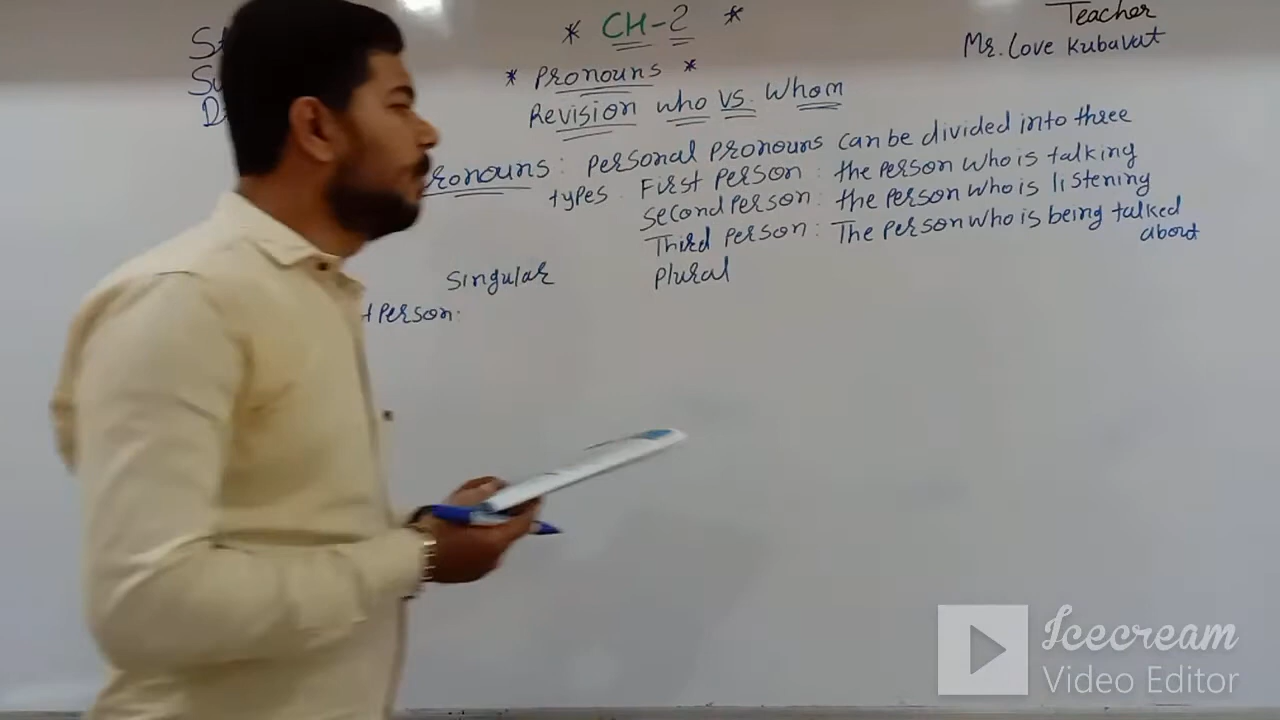 * CH-2 *
Teacher
Mr. Love Kubavat
* Pronouns *
Revision who vs. Whom
Personal Pronouns can be divided into three
types. First Person: the Person who is talking
Second Person: the Person who is listening
Third Person: The Person who is being talked
about
Singular Plural
Person:
Icecream
Video Editor